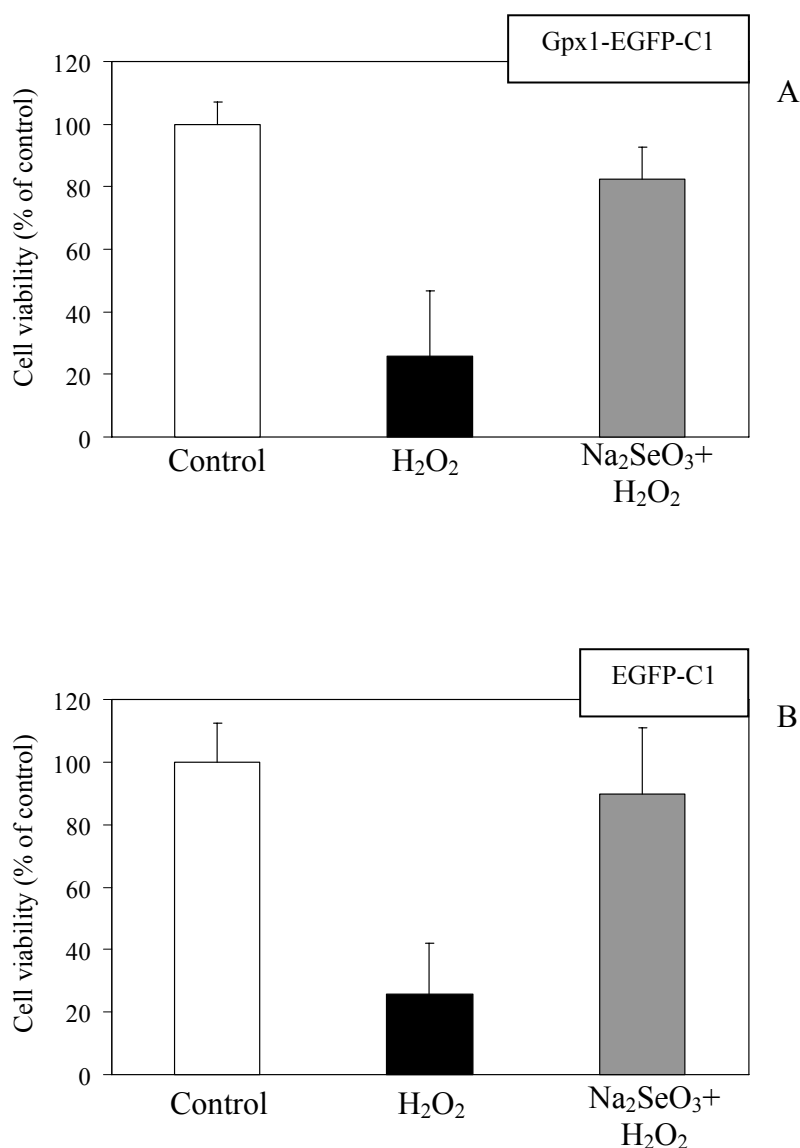 Gpx1-EGFP-C1
A
Cell viability (% of control)
120
100
80
60
40
20
0
Control
H₂O₂
Na₂SeO₃+
H₂O₂
EGFP-C1
B
Cell viability (% of control)
120
100
80
60
40
20
0
Control
H₂O₂
Na₂SeO₃+
H₂O₂